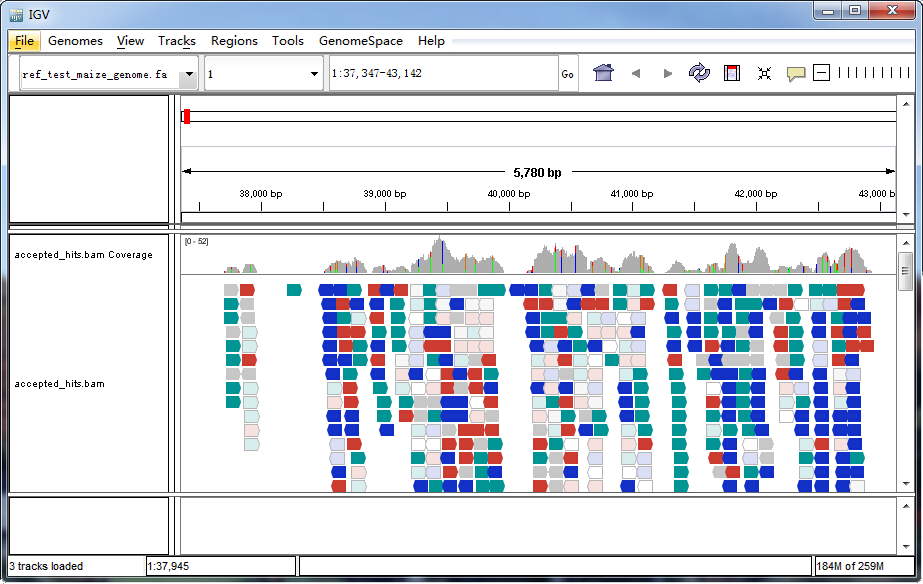 IGV
File Genomes View Tracks Regions Tools GenomeSpace Help
ref_test_maize_genome.fa 1 1:37,347-43,142 Go
5,780 bp
38,000 bp 39,000 bp 40,000 bp 41,000 bp 42,000 bp 43,000 b
[0 - 52]
accepted_hits.bam Coverage
accepted_hits.bam
3 tracks loaded 1:37,945 184M of 259M